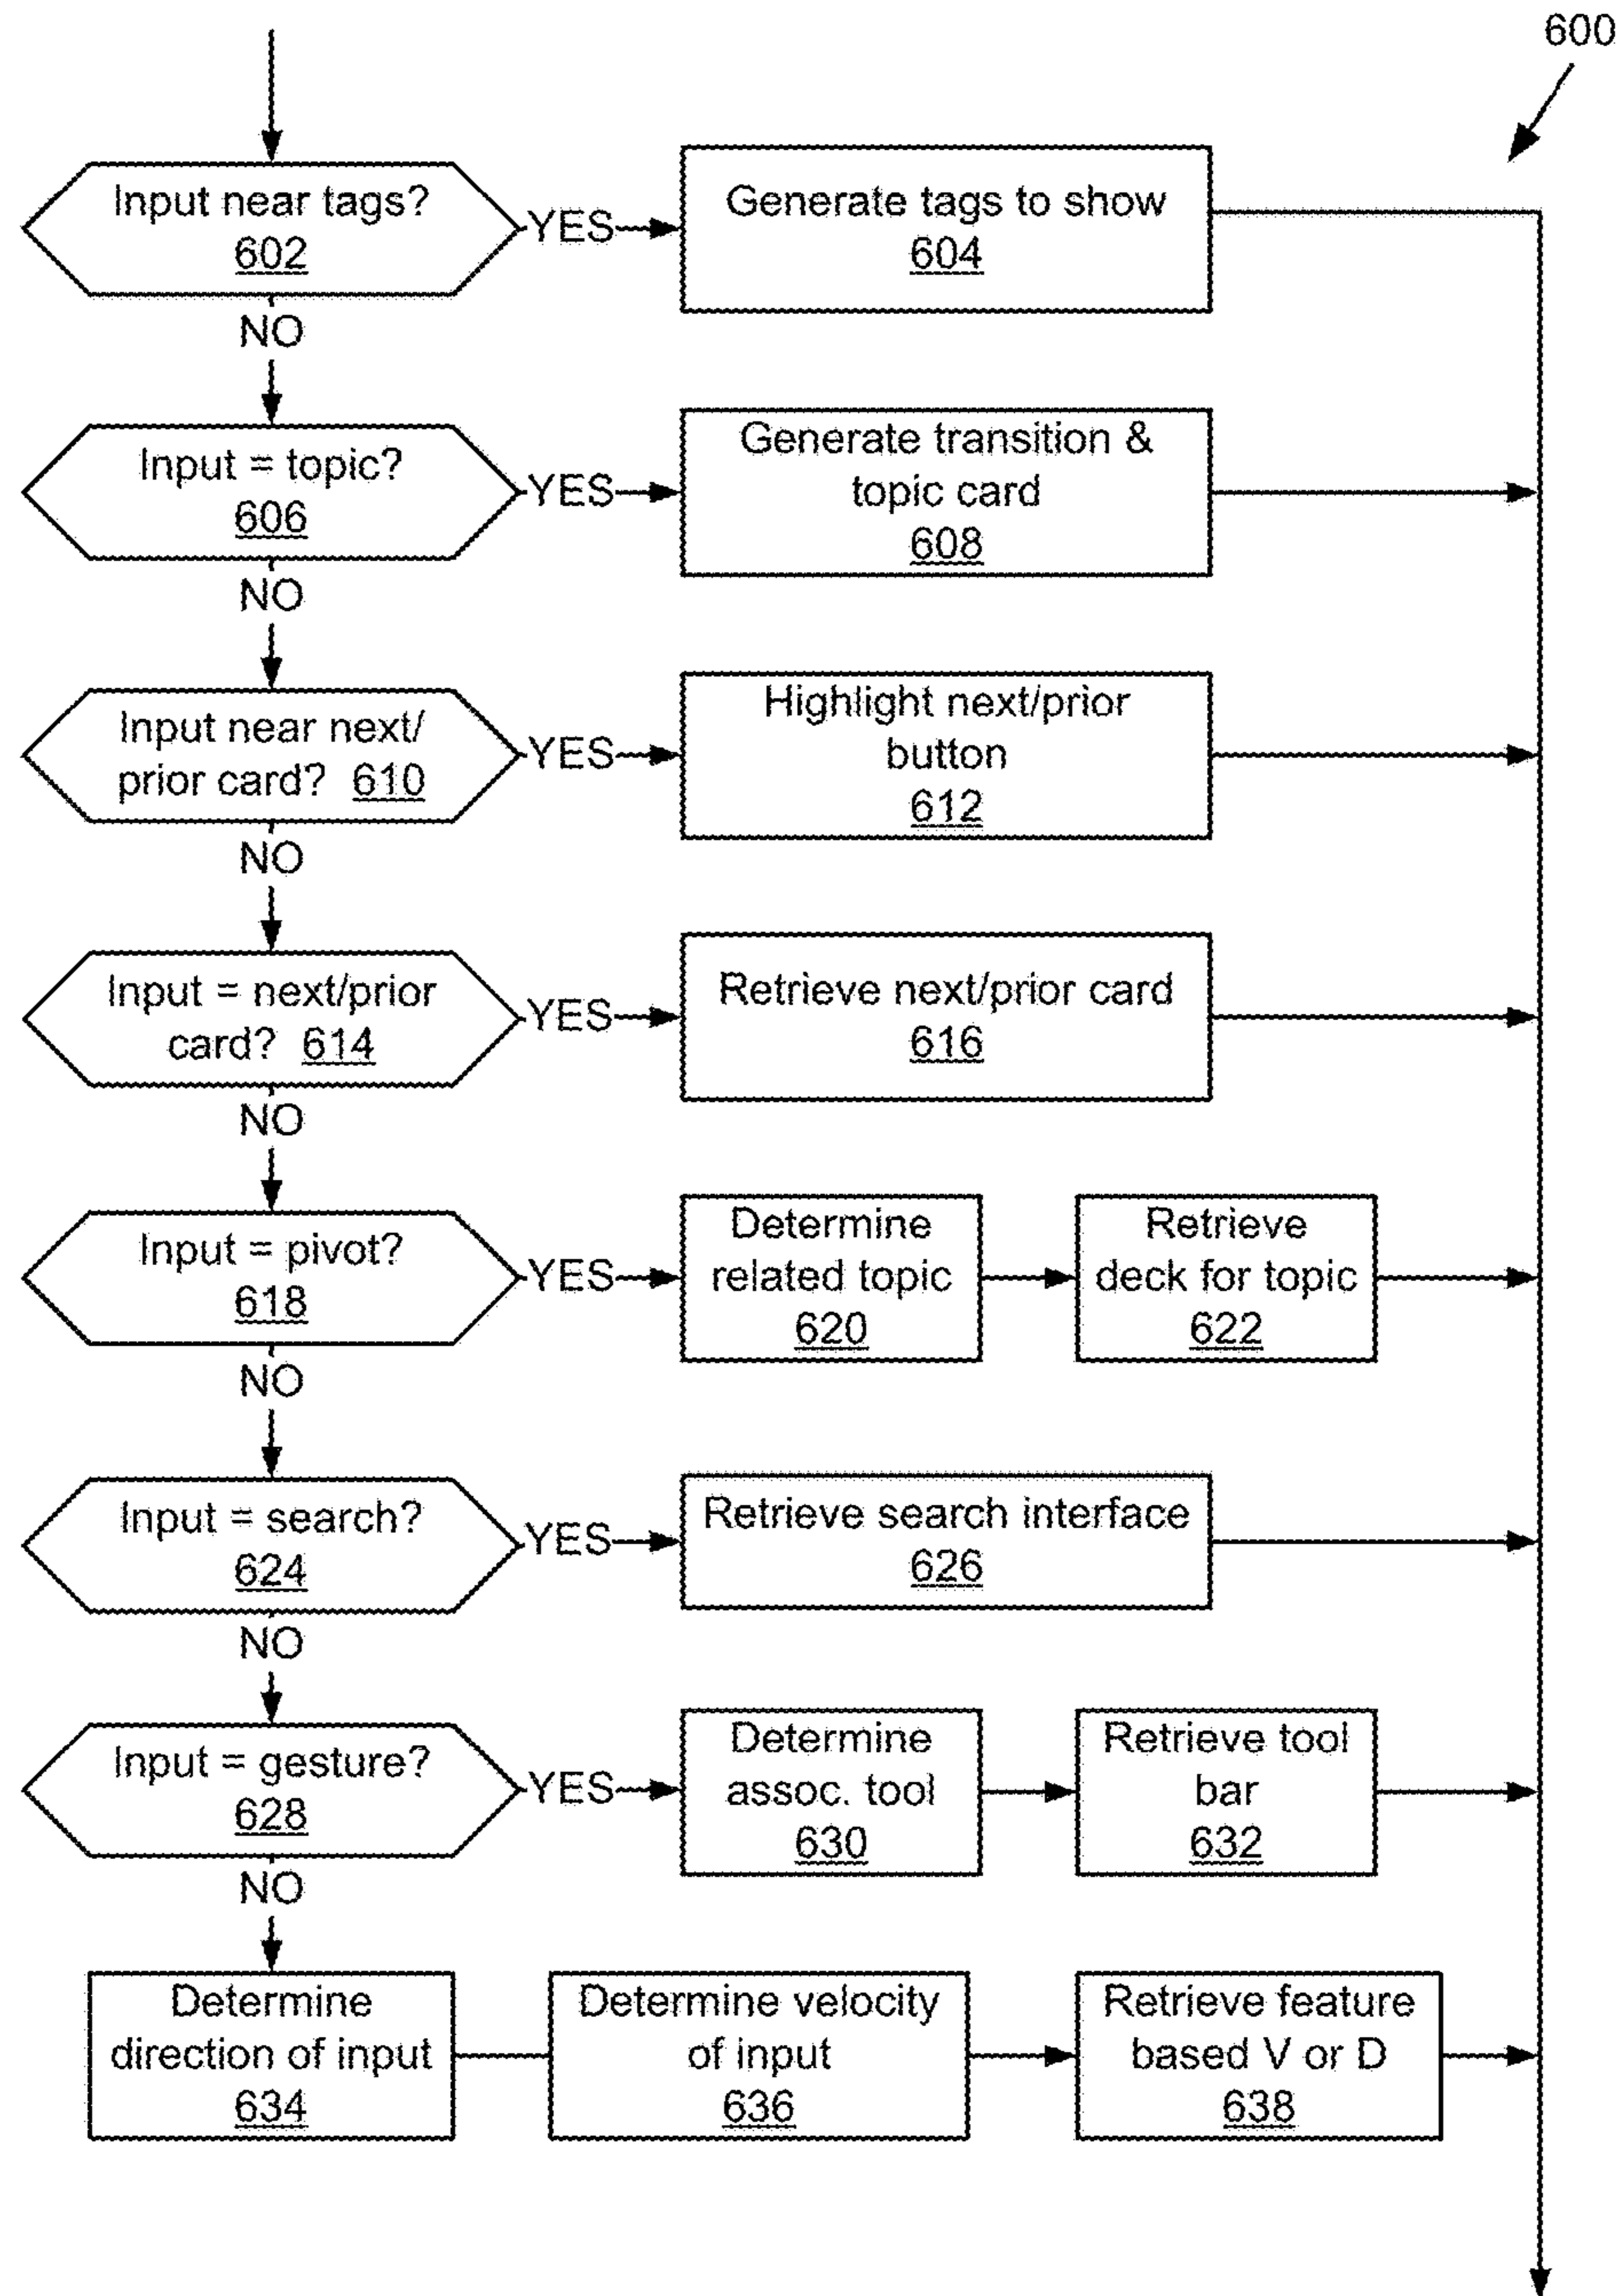 600
Input near tags?
602
YES
Generate tags to show
604
NO
Input = topic?
606
YES
Generate transition &
topic card
608
NO
Input near next/
prior card? 610
YES
Highlight next/prior
button
612
NO
Input = next/prior
card? 614
YES
Retrieve next/prior card
616
NO
Input = pivot?
618
YES
Determine
related topic
620
Retrieve
deck for topic
622
NO
Input = search?
624
YES
Retrieve search interface
626
NO
Input = gesture?
628
YES
Determine
assoc. tool
630
Retrieve tool
bar
632
NO
Determine
direction of input
634
Determine velocity
of input
636
Retrieve feature
based V or D
638